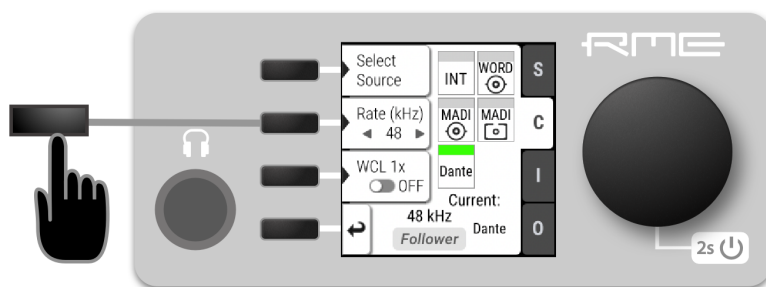 RME
Select
Source
Rate (kHz)
◀ 48 ▶
WCL 1x
OFF
INT
WORD
MADI
MADI
Dante
Current:
48 kHz
Follower
Dante
S
C
I
O
2s